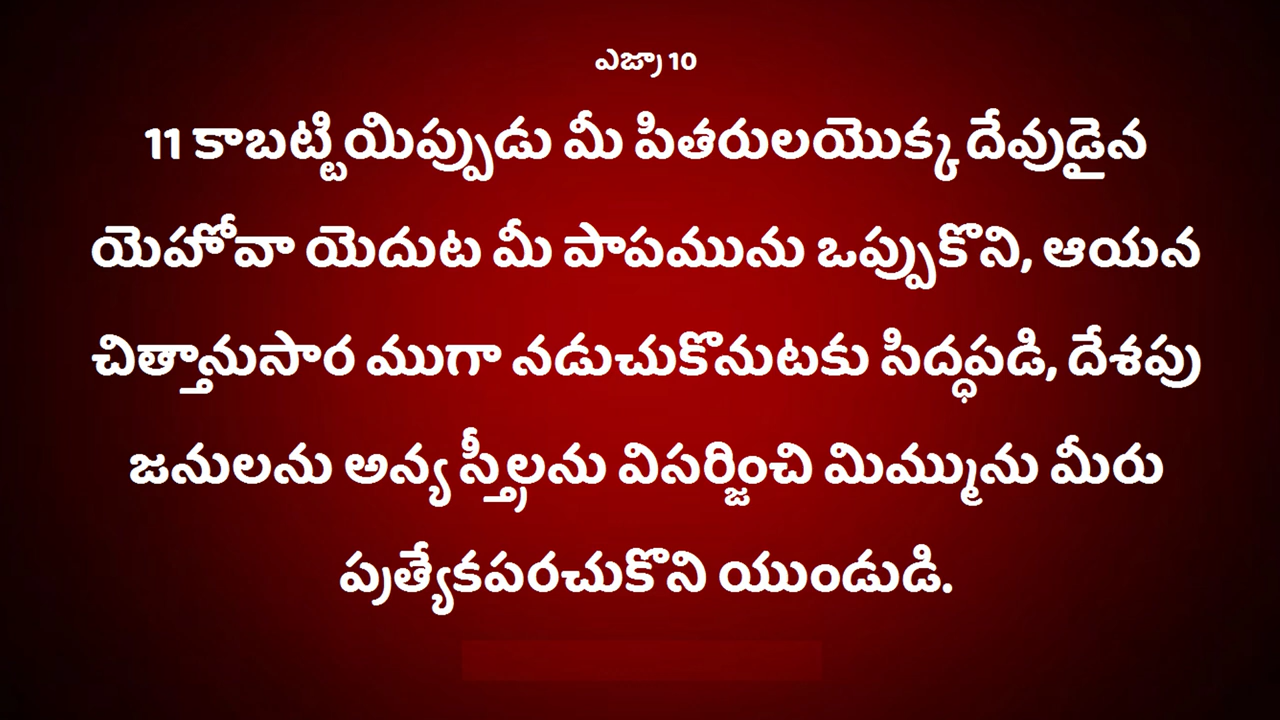 ఎజ్రా 10
11 కాబట్టి యిప్పుడు మీ పితరులయొక్క దేవుడైన
యెహోవా యెదుట మీ పాపమును ఒప్పుకొని, ఆయన
చిత్తానుసార ముగా నడుచుకొనుటకు సిద్ధపడి, దేశపు
జనులను అన్య స్త్రీలను విసర్జించి మిమ్మును మీరు
ప్రత్యేకపరచుకొని యుండుడి.